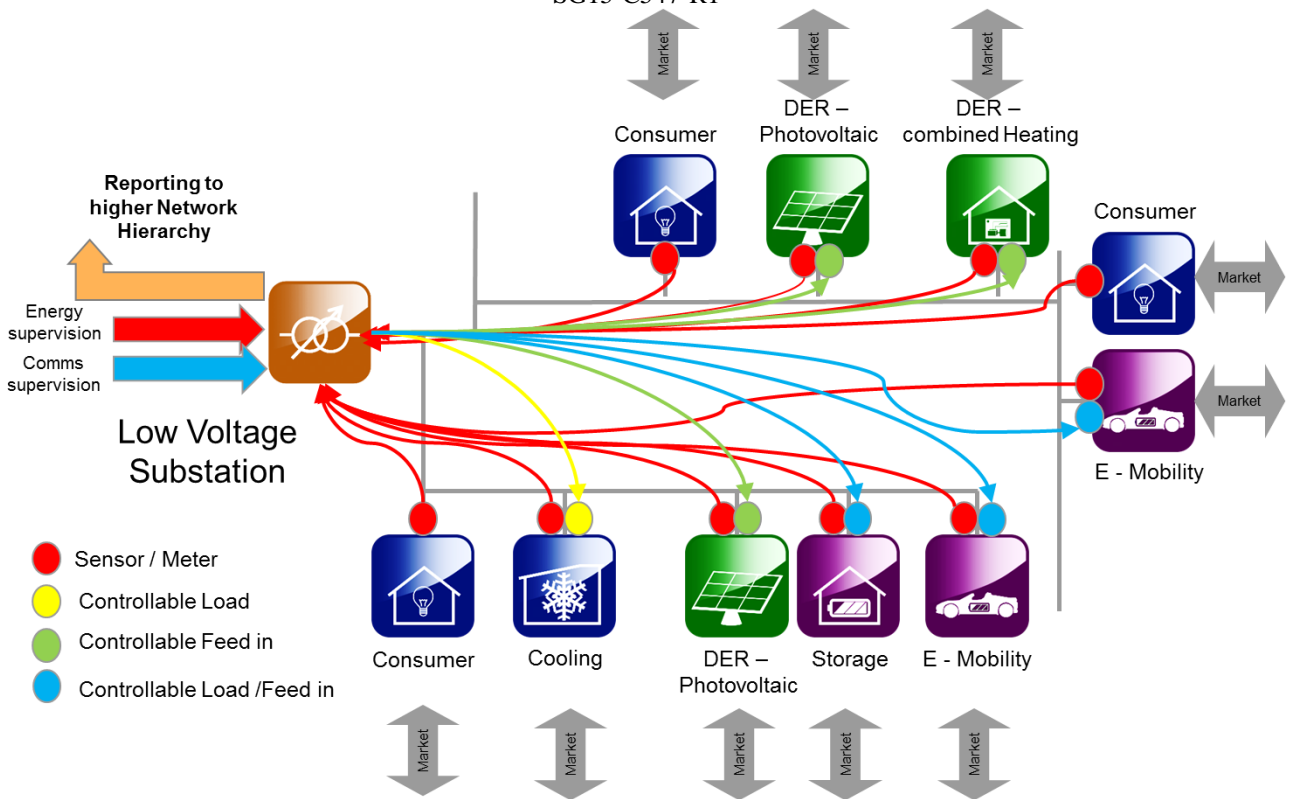 Market
Market
Market
DER –
DER –
Consumer
Photovoltaic
combined Heating
Reporting to
higher Network
Hierarchy
Consumer
Market
Energy
supervision
Comms
supervision
Market
Low Voltage
Substation
E - Mobility
Sensor / Meter
Controllable Load
Controllable Feed in
Controllable Load /Feed in
Consumer
Cooling
DER –
Photovoltaic
Storage
E - Mobility
Market
Market
Market
Market
Market